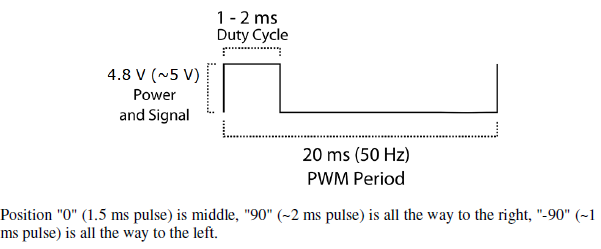 1 - 2 ms
Duty Cycle
4.8 V (~5 V)
Power
and Signal
20 ms (50 Hz)
PWM Period
Position "0" (1.5 ms pulse) is middle, "90" (~2 ms pulse) is all the way to the right, "-90" (~1
ms pulse) is all the way to the left.